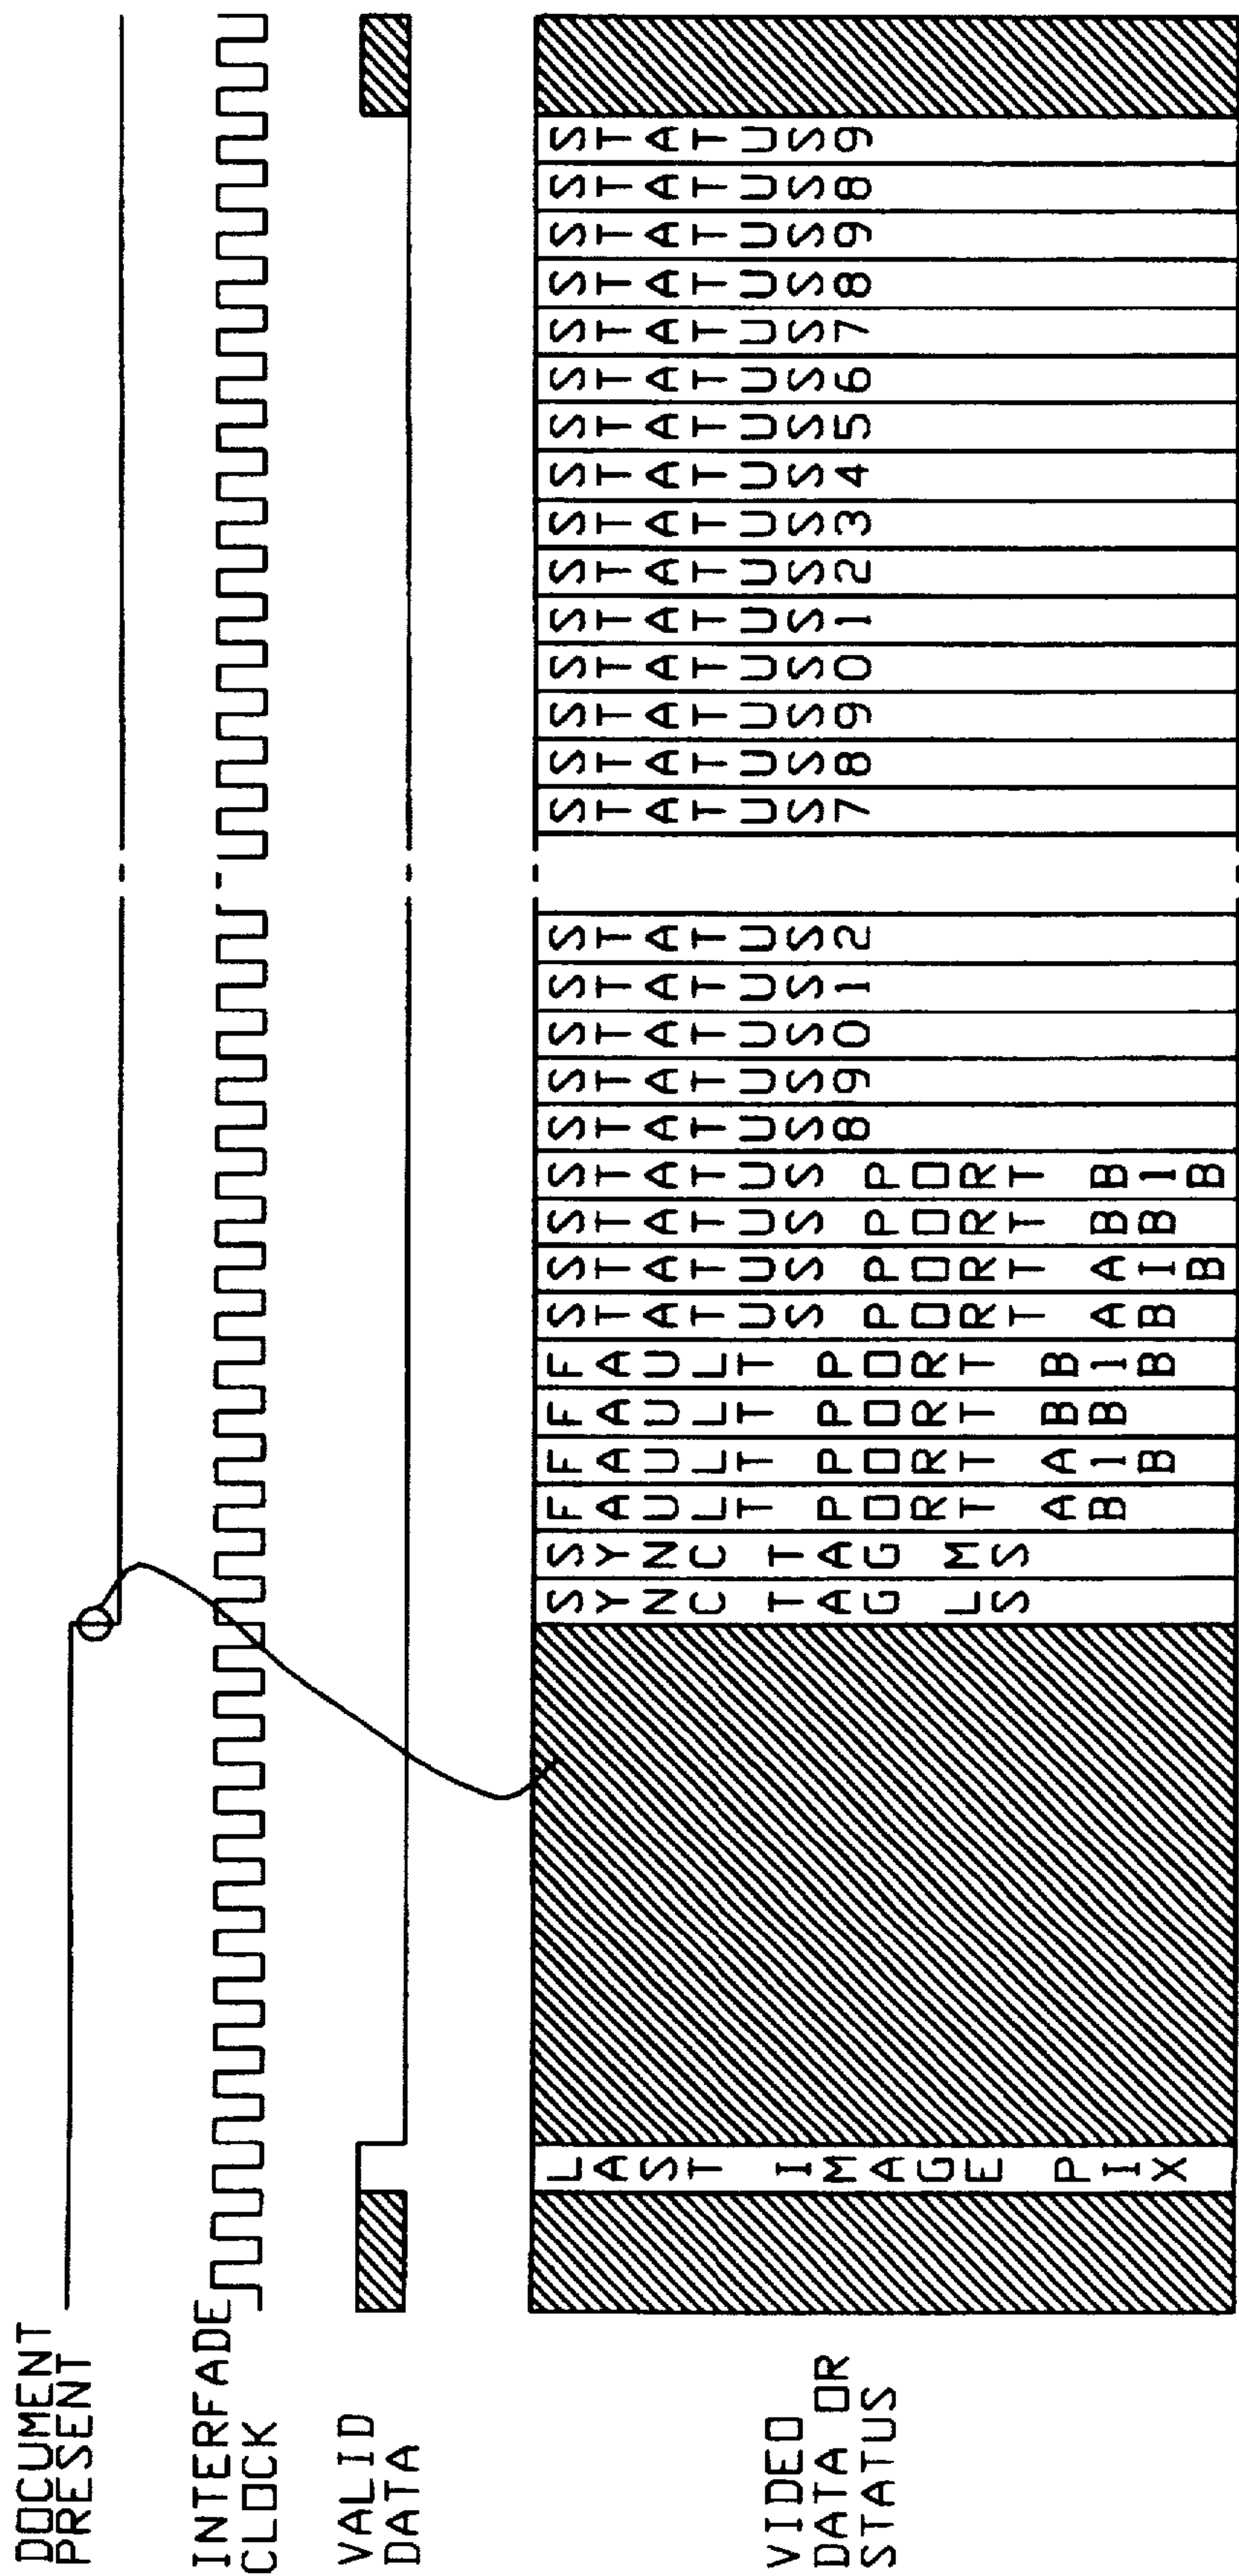 DOCUMENT
PRESENT
INTERFADE
CLOCK
VALID
DATA
VIDEO
DATA OR
STATUS
LAST IMAGE PIX
SYNC TAG LS
SYNC TAG MS
FAULT PORT AB
FAULT PORT A1B
FAULT PORT BB
FAULT PORT B1B
STATUS PORT AB
STATUS PORT AIB
STATUS PORT BB
STATUS PORT B1B
STATUS8
STATUS9
STATUS0
STATUS1
STATUS2
STATUS7
STATUS8
STATUS9
STATUS0
STATUS1
STATUS2
STATUS3
STATUS4
STATUS5
STATUS6
STATUS7
STATUS8
STATUS9
STATUS8
STATUS9